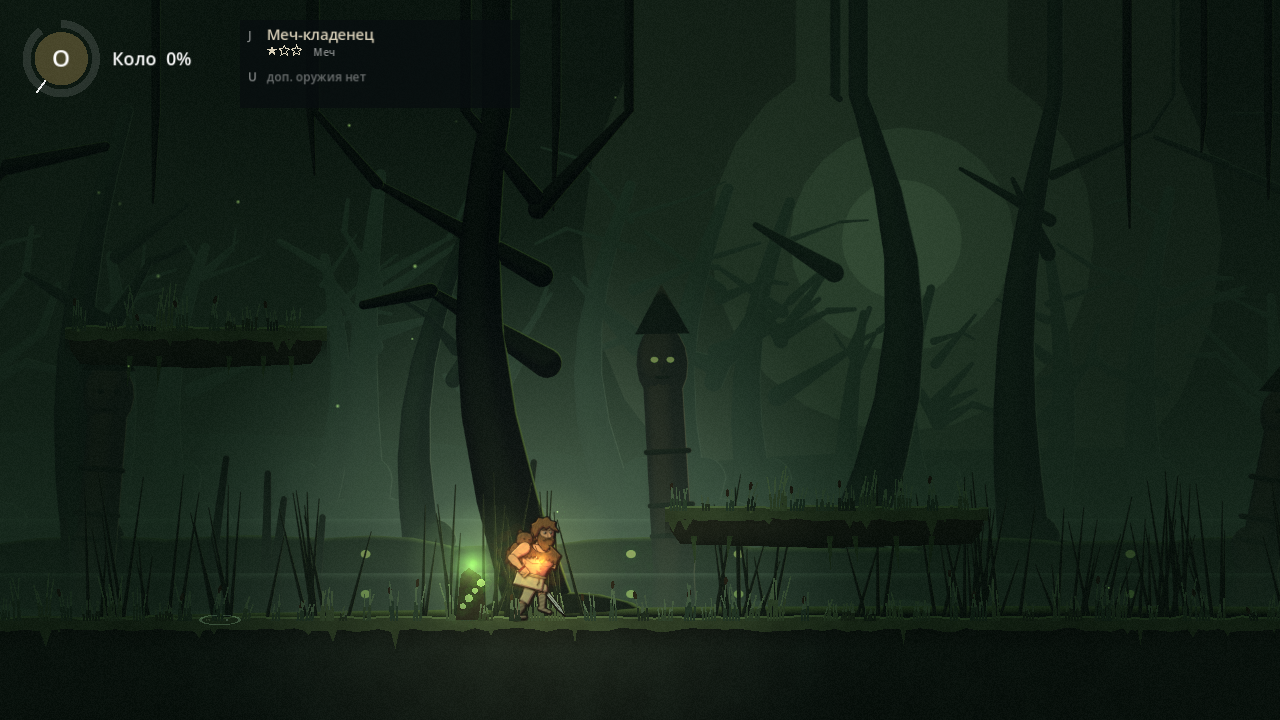 О
Коло 0%
J Меч-кладенец
Меч
U доп. оружия нет